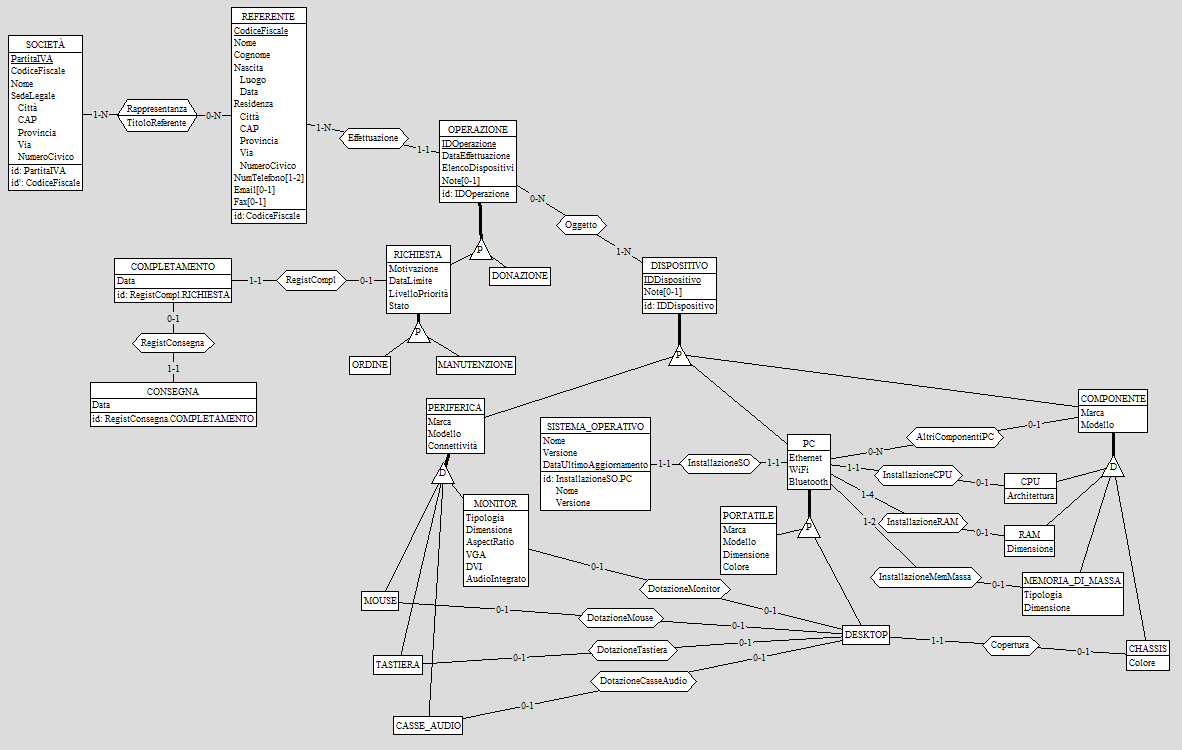 SOCIETÀ
PartitaIVA
CodiceFiscale
Nome
SedeLegale
Città
CAP
Provincia
Via
NumeroCivico
id: PartitaIVA
id': CodiceFiscale
1-N
Rappresentanza
TitoloReferente
0-N
REFERENTE
CodiceFiscale
Nome
Cognome
Nascita
Luogo
Data
Residenza
Città
CAP
Provincia
Via
NumeroCivico
NumTelefono[1-2]
Email[0-1]
Fax[0-1]
id: CodiceFiscale
1-N
Effettuazione
1-1
OPERAZIONE
IDOperazione
DataEffettuazione
ElencoDispositivi
Note[0-1]
id: IDOperazione
0-N
Oggetto
1-N
P
DONAZIONE
RICHIESTA
Motivazione
DataLimite
LivelloPriorità
Stato
0-1
RegistCompl
1-1
COMPLETAMENTO
Data
id: RegistCompl.RICHIESTA
0-1
RegistConsegna
1-1
CONSEGNA
Data
id: RegistConsegna.COMPLETAMENTO
P
ORDINE
MANUTENZIONE
DISPOSITIVO
IDDispositivo
Note[0-1]
id: IDDispositivo
P
PERIFERICA
Marca
Modello
Connettività
D
MONITOR
Tipologia
Dimensione
AspectRatio
VGA
DVI
AudioIntegrato
SISTEMA_OPERATIVO
Nome
Versione
DataUltimoAggiornamento
id: InstallazioneSO.PC
Nome
Versione
1-1
InstallazioneSO
1-1
PC
Ethernet
WiFi
Bluetooth
P
PORTATILE
Marca
Modello
Dimensione
Colore
COMPONENTE
Marca
Modello
D
0-N
AltriComponentiPC
0-1
1-1
InstallazioneCPU
0-1
CPU
Architettura
1-4
InstallazioneRAM
0-1
RAM
Dimensione
1-2
InstallazioneMemMassa
0-1
MEMORIA_DI_MASSA
Tipologia
Dimensione
0-1
DotazioneMonitor
0-1
MOUSE
0-1
DotazioneMouse
0-1
TASTIERA
0-1
DotazioneTastiera
0-1
CASSE_AUDIO
0-1
DotazioneCasseAudio
0-1
DESKTOP
1-1
Copertura
0-1
CHASSIS
Colore